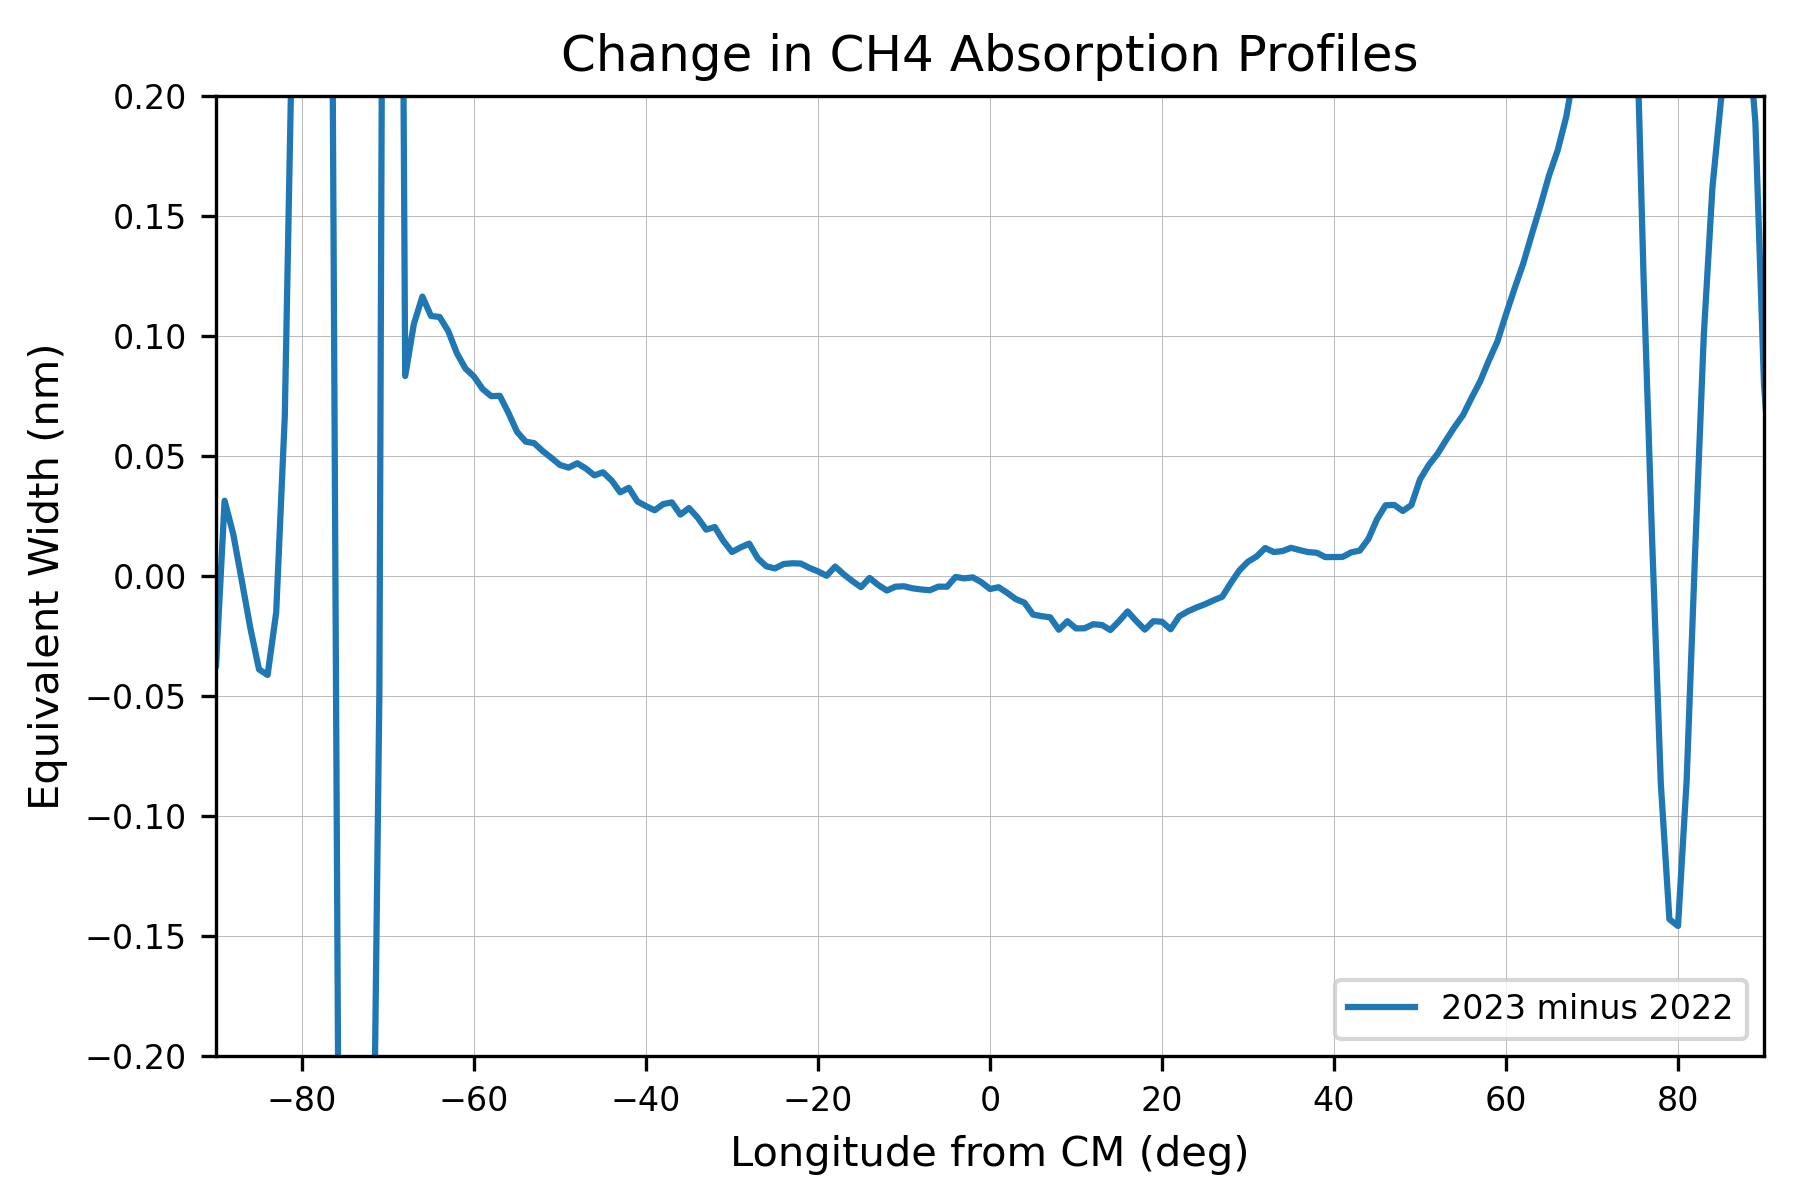 Change in CH4 Absorption Profiles
0.20
0.15
0.10
0.05
0.00
−0.05
−0.10
−0.15
−0.20
Equivalent Width (nm)
2023 minus 2022
−80 −60 −40 −20 0 20 40 60 80
Longitude from CM (deg)